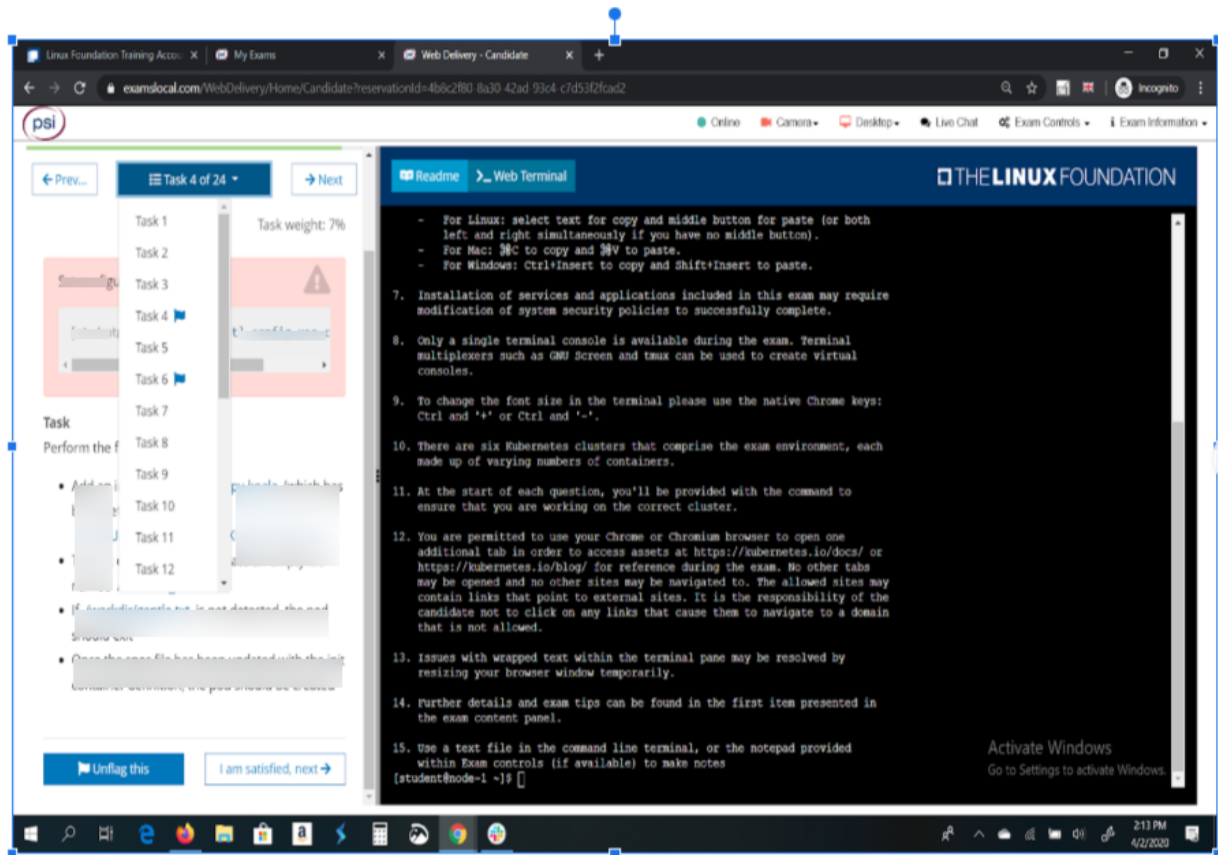 Linux Foundation Training Accou
My Exams
Web Delivery - Candidate
examslocal.com/WebDelivery/Home/Candidate?reservationId=4b8c2f80-8a30-42ad-93c4-c7d53f2fcad2
Incognito
psi
Online
Camera
Desktop
Live Chat
Exam Controls
Exam Information
Prev...
Task 4 of 24
Next
Task weight: 7%
Task 1
Task 2
Task 3
Task 4
Task 5
Task 6
Task 7
Task 8
Task 9
Task 10
Task 11
Task 12
Task
Perform the f
should exit
container definition, the pod should be created
Unflag this
I am satisfied, next
Readme
>_ Web Terminal
THE LINUX FOUNDATION
- For Linux: select text for copy and middle button for paste (or both
left and right simultaneously if you have no middle button).
- For Mac: ⌘C to copy and ⌘V to paste.
- For Windows: Ctrl+Insert to copy and Shift+Insert to paste.
7. Installation of services and applications included in this exam may require
modification of system security policies to successfully complete.
8. Only a single terminal console is available during the exam. Terminal
multiplexers such as GNU Screen and tmux can be used to create virtual
consoles.
9. To change the font size in the terminal please use the native Chrome keys:
Ctrl and '+' or Ctrl and '-'.
10. There are six Kubernetes clusters that comprise the exam environment, each
made up of varying numbers of containers.
11. At the start of each question, you'll be provided with the command to
ensure that you are working on the correct cluster.
12. You are permitted to use your Chrome or Chromium browser to open one
additional tab in order to access assets at https://kubernetes.io/docs/ or
https://kubernetes.io/blog/ for reference during the exam. No other tabs
may be opened and no other sites may be navigated to. The allowed sites may
contain links that point to external sites. It is the responsibility of the
candidate not to click on any links that cause them to navigate to a domain
that is not allowed.
13. Issues with wrapped text within the terminal pane may be resolved by
resizing your browser window temporarily.
14. Further details and exam tips can be found in the first item presented in
the exam content panel.
15. Use a text file in the command line terminal, or the notepad provided
within Exam controls (if available) to make notes
[student@node-1 ~]$
Activate Windows
Go to Settings to activate Windows.
2:13 PM
4/2/2020